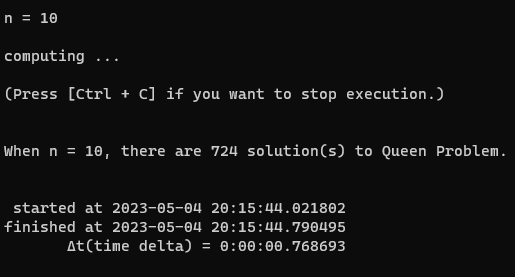 n = 10
computing ...
(Press [Ctrl + C] if you want to stop execution.)
When n = 10, there are 724 solution(s) to Queen Problem.
started at 2023-05-04 20:15:44.021802
finished at 2023-05-04 20:15:44.790495
Δt(time delta) = 0:00:00.768693